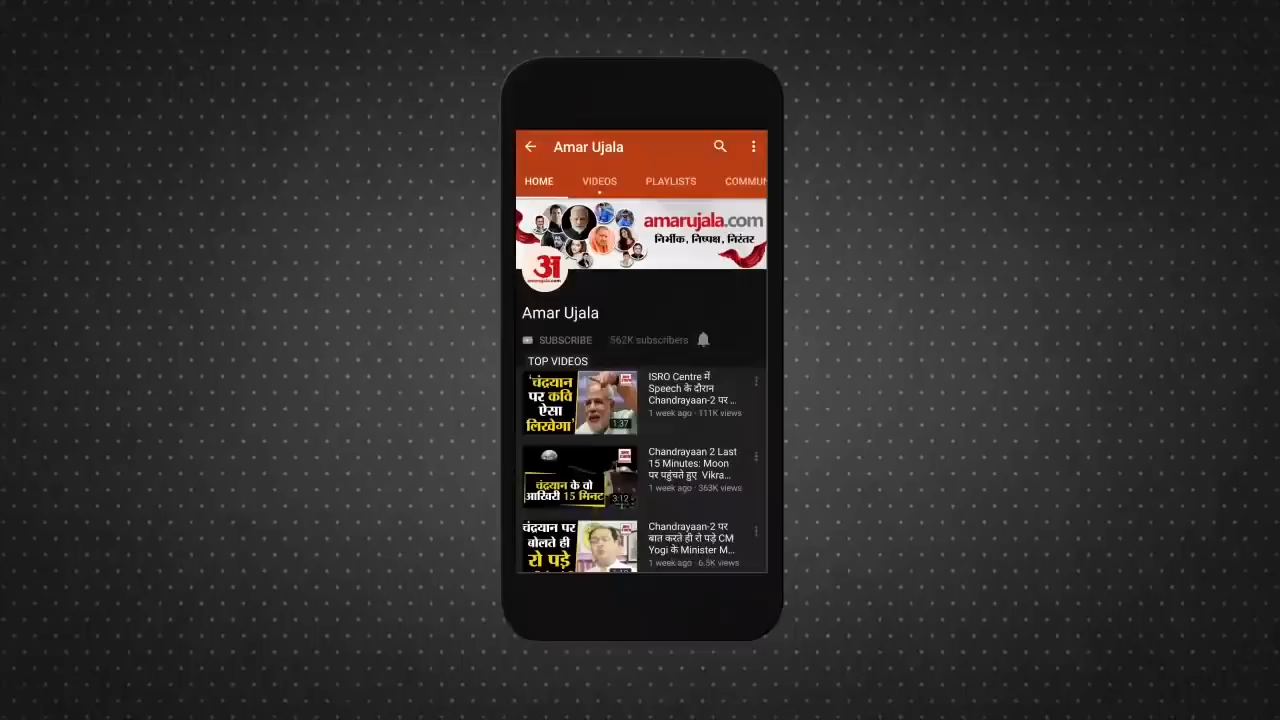 Amar Ujala
HOME VIDEOS PLAYLISTS COMMUN
amarujala.com
निर्भीक, निष्पक्ष, निरंतर
अ
amarujala.com
Amar Ujala
SUBSCRIBE 562K subscribers
TOP VIDEOS
'चंद्रयान
पर कवि
ऐसा
लिखेगा'
1:37
ISRO Centre में
Speech के दौरान
Chandrayaan-2 पर ...
1 week ago · 111K views
चंद्रयान के वो
आखिरी 15 मिनट
3:12
Chandrayaan 2 Last
15 Minutes: Moon
पर पहुंचते हुए Vikra...
1 week ago · 363K views
चंद्रयान पर
बोलते ही
रो पड़े
Chandrayaan-2 पर
बात करते ही रो पड़े CM
Yogi के Minister M...
1 week ago · 6.5K views